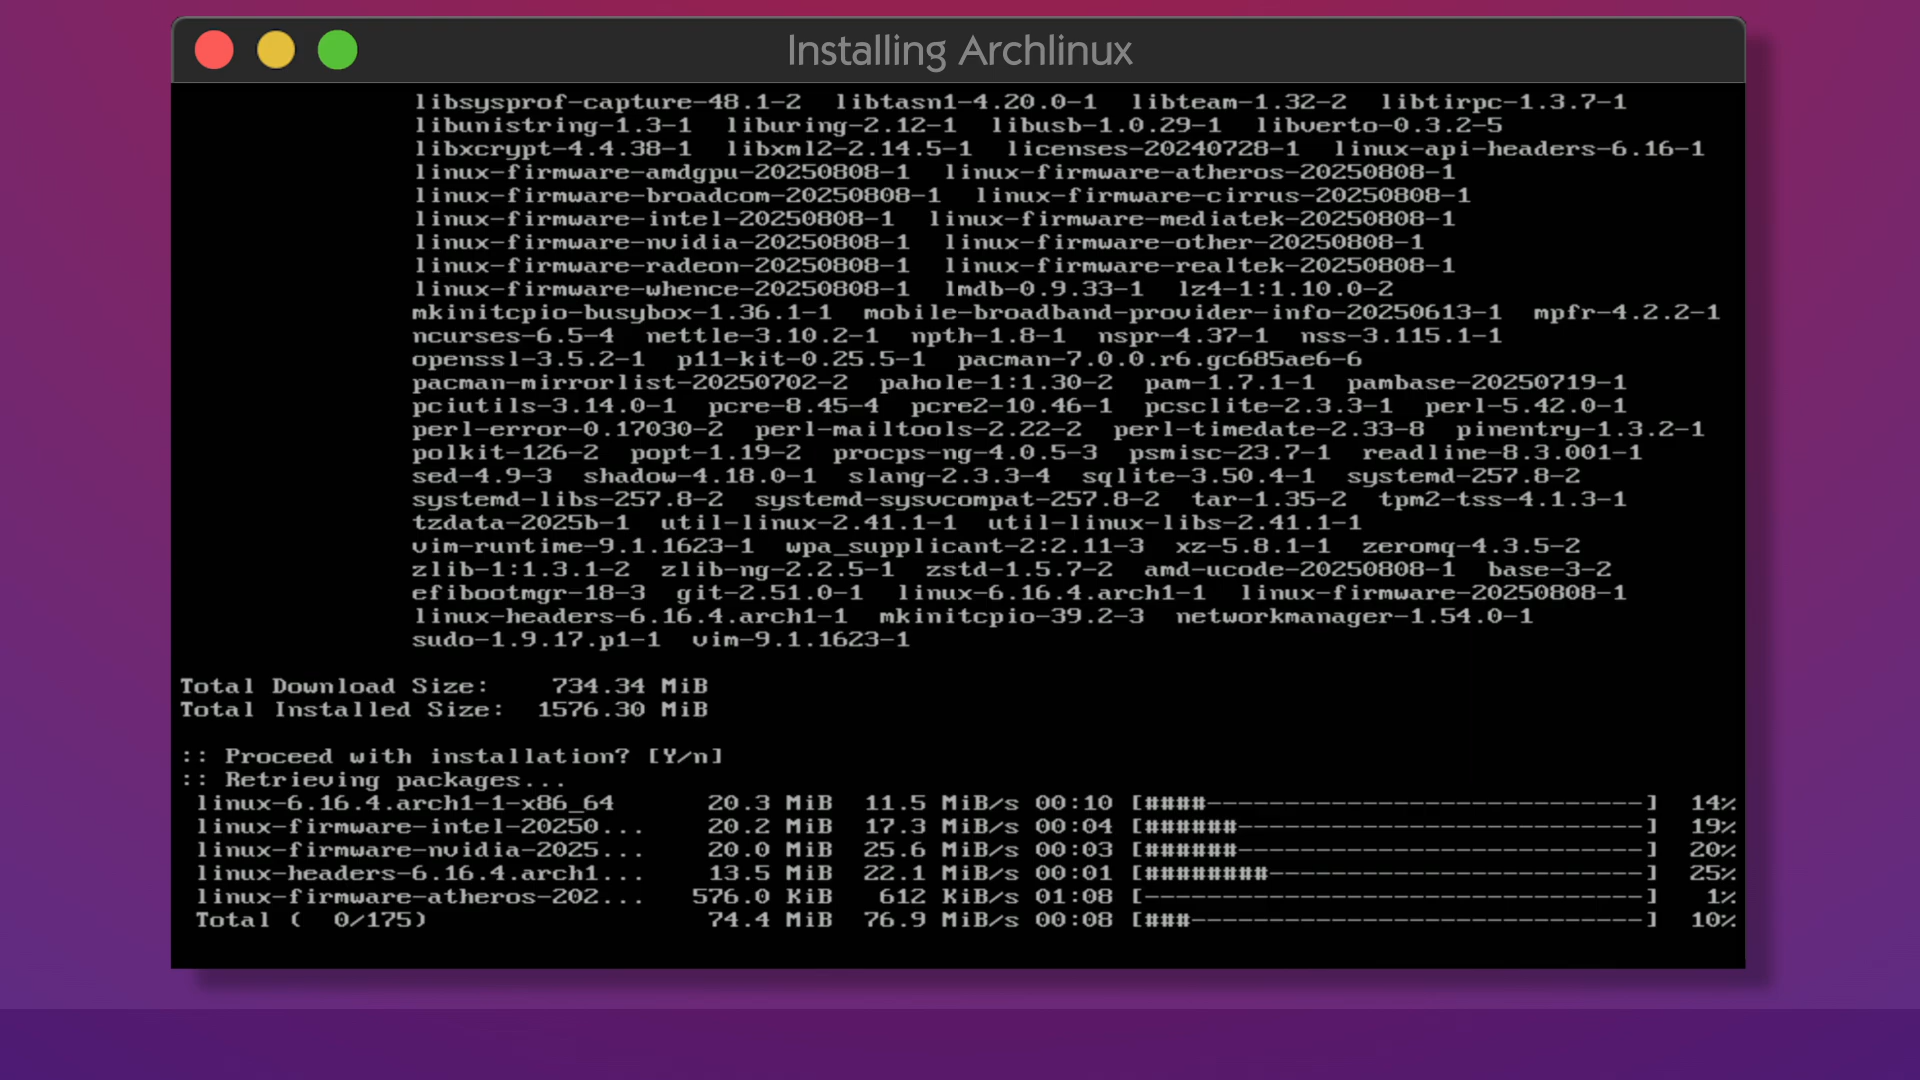 Installing Archlinux
libsysprof-capture-48.1-2  libtasn1-4.20.0-1  libteam-1.32-2  libtirpc-1.3.7-1
libunistring-1.3-1  liburing-2.12-1  libusb-1.0.29-1  libverto-0.3.2-5
libxcrypt-4.4.38-1  libxml2-2.14.5-1  licenses-20240728-1  linux-api-headers-6.16-1
linux-firmware-amdgpu-20250808-1  linux-firmware-atheros-20250808-1
linux-firmware-broadcom-20250808-1  linux-firmware-cirrus-20250808-1
linux-firmware-intel-20250808-1  linux-firmware-mediatek-20250808-1
linux-firmware-nvidia-20250808-1  linux-firmware-other-20250808-1
linux-firmware-radeon-20250808-1  linux-firmware-realtek-20250808-1
linux-firmware-whence-20250808-1  lmdb-0.9.33-1  lz4-1:1.10.0-2
mkinitcpio-busybox-1.36.1-1  mobile-broadband-provider-info-20250613-1  mpfr-4.2.2-1
ncurses-6.5-4  nettle-3.10.2-1  npth-1.8-1  nspr-4.37-1  nss-3.115.1-1
openssl-3.5.2-1  p11-kit-0.25.5-1  pacman-7.0.0.r6.gc685ae6-6
pacman-mirrorlist-20250702-2  pahole-1:1.30-2  pam-1.7.1-1  pambase-20250719-1
pciutils-3.14.0-1  pcre-8.45-4  pcre2-10.46-1  pcsclite-2.3.3-1  perl-5.42.0-1
perl-error-0.17030-2  perl-mailtools-2.22-2  perl-timedate-2.33-8  pinentry-1.3.2-1
polkit-126-2  popt-1.19-2  procps-ng-4.0.5-3  psmisc-23.7-1  readline-8.3.001-1
sed-4.9-3  shadow-4.18.0-1  slang-2.3.3-4  sqlite-3.50.4-1  systemd-257.8-2
systemd-libs-257.8-2  systemd-sysvcompat-257.8-2  tar-1.35-2  tpm2-tss-4.1.3-1
tzdata-2025b-1  util-linux-2.41.1-1  util-linux-libs-2.41.1-1
vim-runtime-9.1.1623-1  wpa_supplicant-2:2.11-3  xz-5.8.1-1  zeromq-4.3.5-2
zlib-1:1.3.1-2  zlib-ng-2.2.5-1  zstd-1.5.7-2  amd-ucode-20250808-1  base-3-2
efibootmgr-18-3  git-2.51.0-1  linux-6.16.4.arch1-1  linux-firmware-20250808-1
linux-headers-6.16.4.arch1-1  mkinitcpio-39.2-3  networkmanager-1.54.0-1
sudo-1.9.17.p1-1  vim-9.1.1623-1
Total Download Size:    734.34 MiB
Total Installed Size:  1576.30 MiB
:: Proceed with installation? [Y/n]
:: Retrieving packages...
linux-6.16.4.arch1-1-x86_64      20.3 MiB  11.5 MiB/s 00:10 [####----------------------------]  14%
linux-firmware-intel-20250...    20.2 MiB  17.3 MiB/s 00:04 [######--------------------------]  19%
linux-firmware-nvidia-2025...    20.0 MiB  25.6 MiB/s 00:03 [######--------------------------]  20%
linux-headers-6.16.4.arch1...    13.5 MiB  22.1 MiB/s 00:01 [########------------------------]  25%
linux-firmware-atheros-202...   576.0 KiB   612 KiB/s 01:08 [--------------------------------]   1%
Total (  0/175)                  74.4 MiB  76.9 MiB/s 00:08 [###-----------------------------]  10%